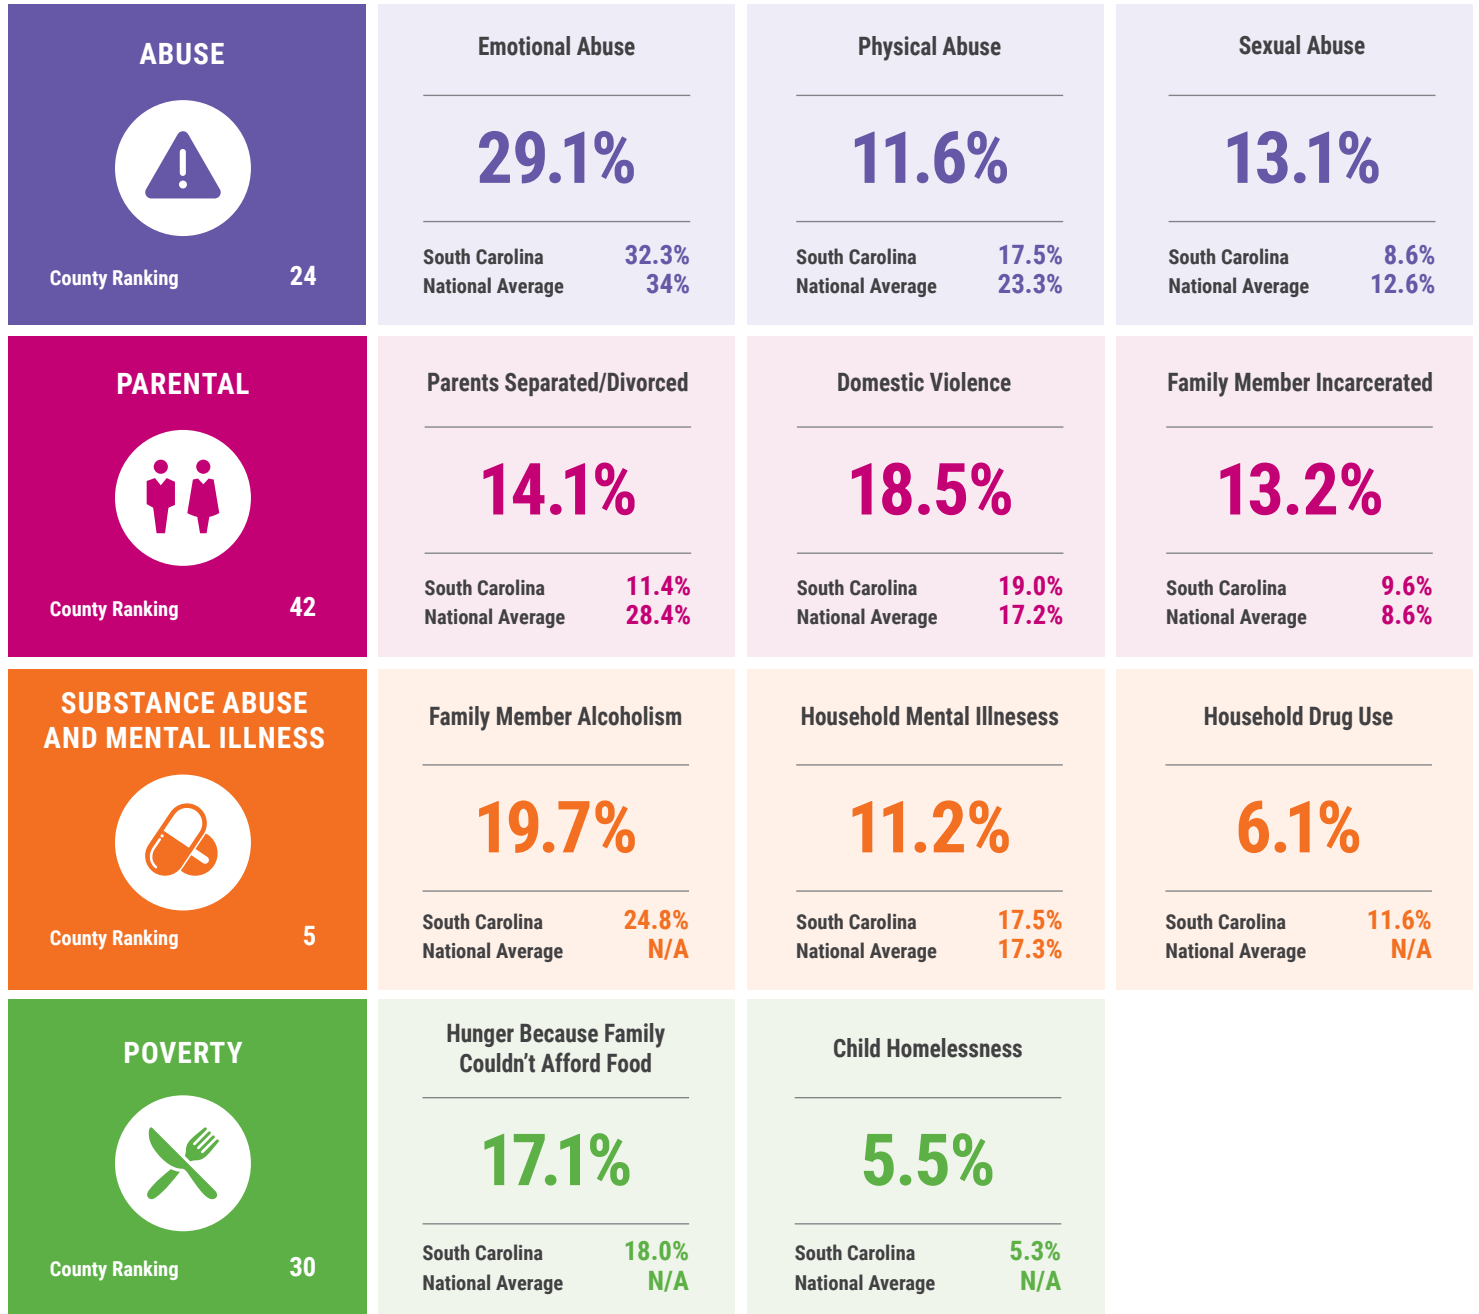 ABUSE
County Ranking 24
Emotional Abuse
29.1%
South Carolina 32.3%
National Average 34%
Physical Abuse
11.6%
South Carolina 17.5%
National Average 23.3%
Sexual Abuse
13.1%
South Carolina 8.6%
National Average 12.6%
PARENTAL
County Ranking 42
Parents Separated/Divorced
14.1%
South Carolina 11.4%
National Average 28.4%
Domestic Violence
18.5%
South Carolina 19.0%
National Average 17.2%
Family Member Incarcerated
13.2%
South Carolina 9.6%
National Average 8.6%
SUBSTANCE ABUSE
AND MENTAL ILLNESS
County Ranking 5
Family Member Alcoholism
19.7%
South Carolina 24.8%
National Average N/A
Household Mental Illnesess
11.2%
South Carolina 17.5%
National Average 17.3%
Household Drug Use
6.1%
South Carolina 11.6%
National Average N/A
POVERTY
County Ranking 30
Hunger Because Family
Couldn't Afford Food
17.1%
South Carolina 18.0%
National Average N/A
Child Homelessness
5.5%
South Carolina 5.3%
National Average N/A